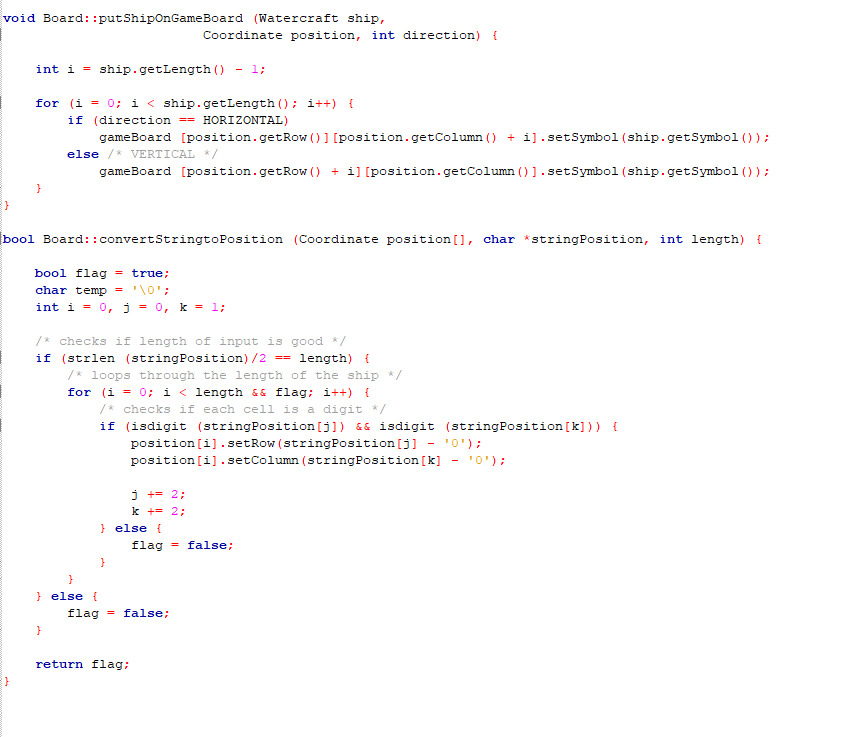 void Board::putShipOnGameBoard (Watercraft ship,
                         Coordinate position, int direction) {

    int i = ship.getLength() - 1;

    for (i = 0; i < ship.getLength(); i++) {
        if (direction == HORIZONTAL)
            gameBoard [position.getRow()][position.getColumn() + i].setSymbol(ship.getSymbol());
        else /* VERTICAL */
            gameBoard [position.getRow() + i][position.getColumn()].setSymbol(ship.getSymbol());
    }
}

bool Board::convertStringtoPosition (Coordinate position[], char *stringPosition, int length) {

    bool flag = true;
    char temp = '\0';
    int i = 0, j = 0, k = 1;

    /* checks if length of input is good */
    if (strlen (stringPosition)/2 == length) {
        /* loops through the length of the ship */
        for (i = 0; i < length && flag; i++) {
            /* checks if each cell is a digit */
            if (isdigit (stringPosition[j]) && isdigit (stringPosition[k])) {
                position[i].setRow(stringPosition[j] - '0');
                position[i].setColumn(stringPosition[k] - '0');

                j += 2;
                k += 2;
            } else {
                flag = false;
            }
        }
    } else {
        flag = false;
    }

    return flag;
}